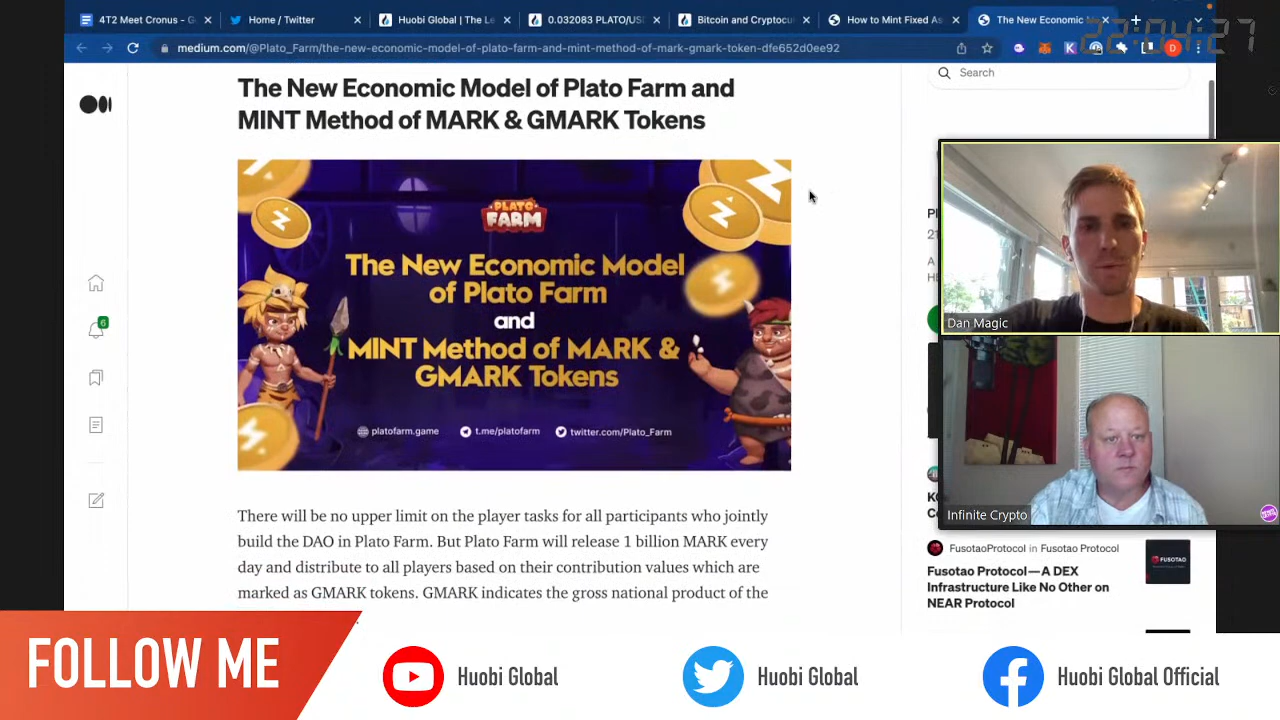 4T2 Meet Cronus - G
Home / Twitter
Huobi Global | The Le
0.032083 PLATO/US
Bitcoin and Cryptocu
How to Mint Fixed As
The New Economic M
22:04:27
medium.com/@Plato_Farm/the-new-economic-model-of-plato-farm-and-mint-method-of-mark-gmark-token-dfe652d0ee92
K
D
Search
6
The New Economic Model of Plato Farm and
MINT Method of MARK & GMARK Tokens
PLATO
FARM
The New Economic Model
of Plato Farm
and
MINT Method of MARK &
GMARK Tokens
platofarm.game
t.me/platofarm
twitter.com/Plato_Farm
There will be no upper limit on the player tasks for all participants who jointly
build the DAO in Plato Farm. But Plato Farm will release 1 billion MARK every
day and distribute to all players based on their contribution values which are
marked as GMARK tokens. GMARK indicates the gross national product of the
Dan Magic
Infinite Crypto
FusotaoProtocol in Fusotao Protocol
Fusotao Protocol—A DEX
Infrastructure Like No Other on
NEAR Protocol
FUSOTAO
FOLLOW ME
Huobi Global
Huobi Global
Huobi Global Official